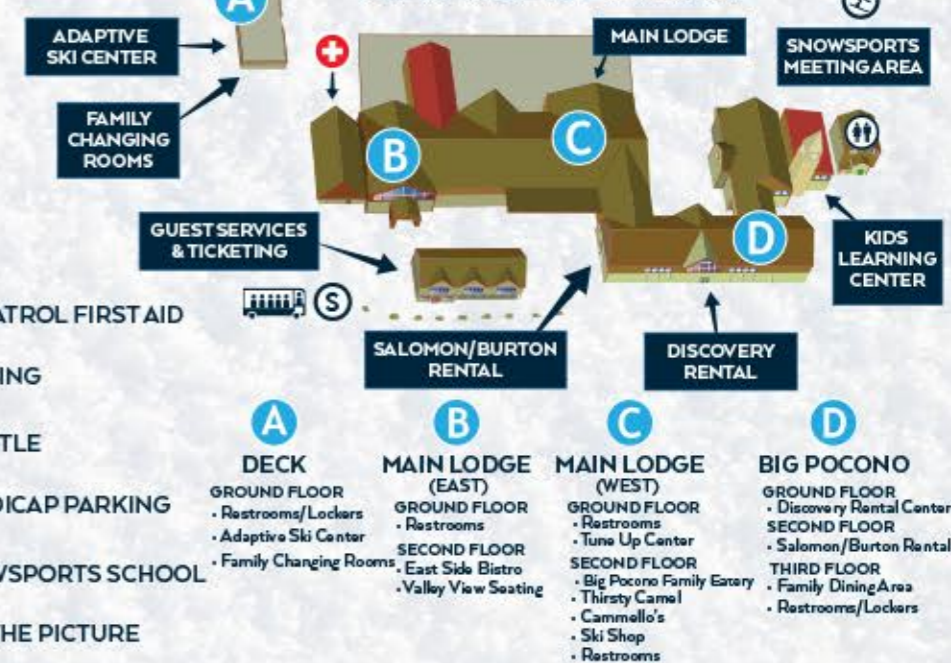 A
ADAPTIVE
SKI CENTER
FAMILY
CHANGING
ROOMS
MAIN LODGE
SNOWSPORTS
MEETING AREA
B
C
D
GUEST SERVICES
& TICKETING
KIDS
LEARNING
CENTER
S
SALOMON/BURTON
RENTAL
DISCOVERY
RENTAL
ATROL FIRST AID
ING
TLE
DICAP PARKING
WSPORTS SCHOOL
HE PICTURE
A
DECK
GROUND FLOOR
• Restrooms/Lockers
• Adaptive Ski Center
• Family Changing Rooms
B
MAIN LODGE
(EAST)
GROUND FLOOR
• Restrooms
SECOND FLOOR
• East Side Bistro
• Valley View Seating
C
MAIN LODGE
(WEST)
GROUND FLOOR
• Restrooms
• Tune Up Center
SECOND FLOOR
• Big Pocono Family Eatery
• Thirsty Camel
• Cammello's
• Ski Shop
• Restrooms
D
BIG POCONO
GROUND FLOOR
• Discovery Rental Center
SECOND FLOOR
• Salomon/Burton Rental
THIRD FLOOR
• Family Dining Area
• Restrooms/Lockers